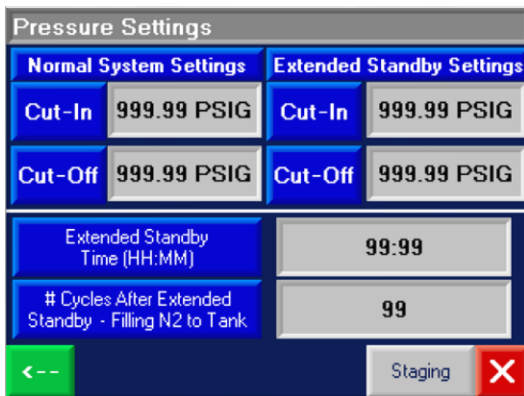 Pressure Settings
Normal System Settings
Extended Standby Settings
Cut-In 999.99 PSIG Cut-In 999.99 PSIG
Cut-Off 999.99 PSIG Cut-Off 999.99 PSIG
Extended Standby
Time (HH:MM)
99:99
# Cycles After Extended
Standby - Filling N2 to Tank
99
<--
Staging
X